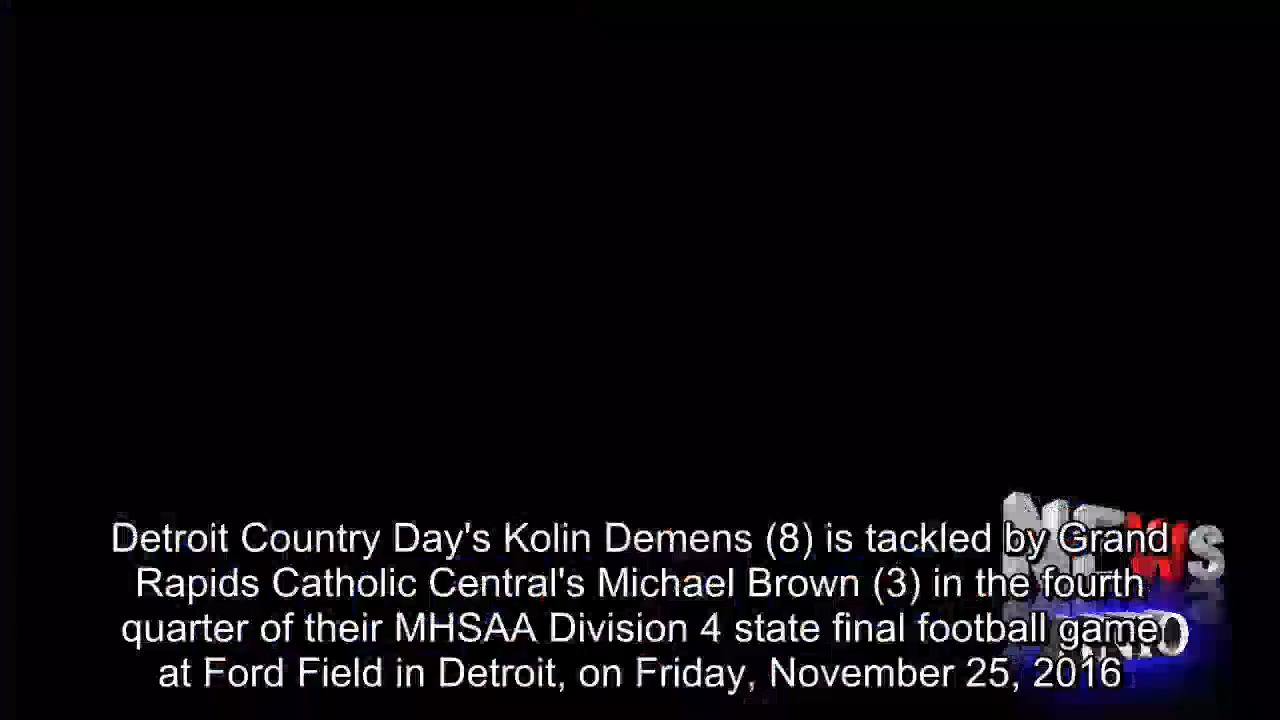 Detroit Country Day's Kolin Demens (8) is tackled by Grand
Rapids Catholic Central's Michael Brown (3) in the fourth
quarter of their MHSAA Division 4 state final football game
at Ford Field in Detroit, on Friday, November 25, 2016
NEWS